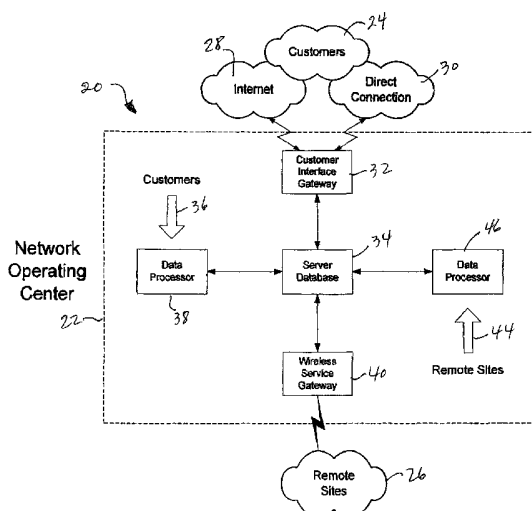 24
Customers
28
Internet
Direct
Connection
30
20
Customer
Interface
Gateway
32
Customers
36
34
46
Network
Operating
Center
Data
Processor
Server
Database
Data
Processor
38
22
44
Wireless
Service
Gateway
40
Remote Sites
Remote
Sites
26